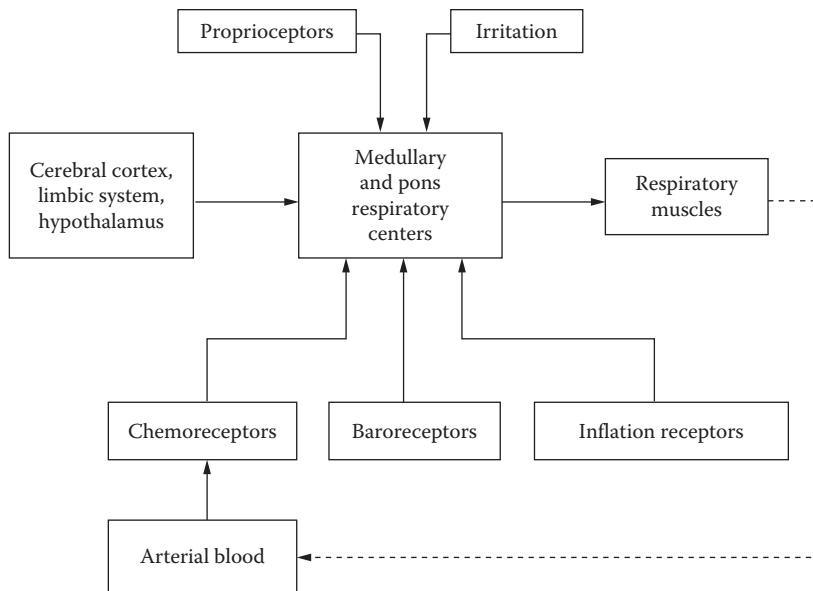 Proprioceptors
Irritation
Cerebral cortex,
limbic system,
hypothalamus
Medullary
and pons
respiratory
centers
Respiratory
muscles
Chemoreceptors
Baroreceptors
Inflation receptors
Arterial blood